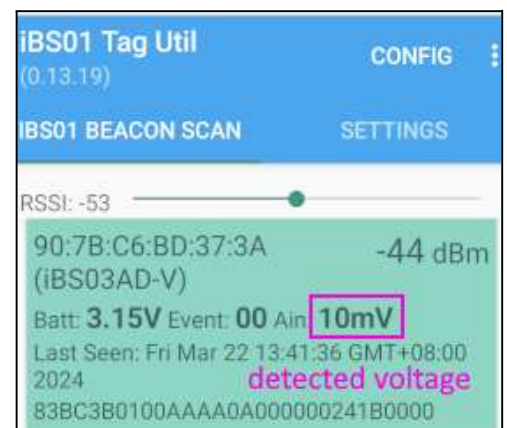 iBS01 Tag Util
CONFIG
(0.13.19)
IBS01 BEACON SCAN
SETTINGS
RSSI: -53
90:7B:C6:BD:37:3A
-44 dBm
(iBS03AD-V)
Batt: 3.15V Event: 00 Ain 10mV
Last Seen: Fri Mar 22 13:41:36 GMT+08:00
2024
detected voltage
83BC3B0100AAAA0A000000241B0000